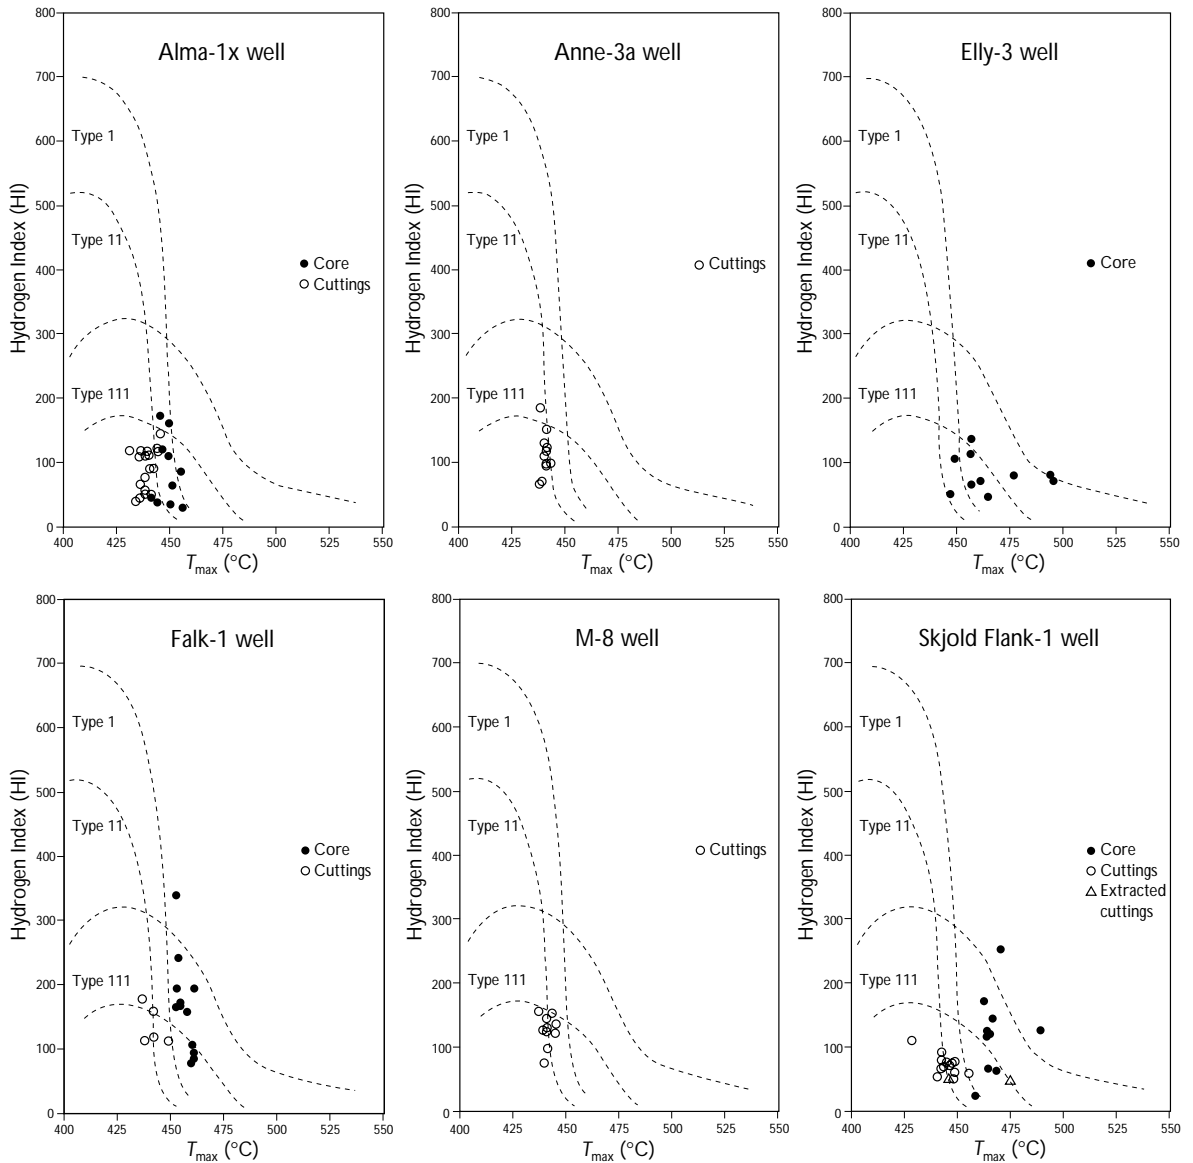 Alma-1x well
800
700
600
500
400
300
200
100
0
Hydrogen Index (HI)
Type 1
Type 11
Type 111
Core
Cuttings
400 425 450 475 500 525 550
Tmax (°C)
Anne-3a well
800
700
600
500
400
300
200
100
0
Hydrogen Index (HI)
Type 1
Type 11
Type 111
Cuttings
400 425 450 475 500 525 550
Tmax (°C)
Elly-3 well
800
700
600
500
400
300
200
100
0
Hydrogen Index (HI)
Type 1
Type 11
Type 111
Core
400 425 450 475 500 525 550
Tmax (°C)
Falk-1 well
800
700
600
500
400
300
200
100
0
Hydrogen Index (HI)
Type 1
Type 11
Type 111
Core
Cuttings
400 425 450 475 500 525 550
Tmax (°C)
M-8 well
800
700
600
500
400
300
200
100
0
Hydrogen Index (HI)
Type 1
Type 11
Type 111
Cuttings
400 425 450 475 500 525 550
Tmax (°C)
Skjold Flank-1 well
800
700
600
500
400
300
200
100
0
Hydrogen Index (HI)
Type 1
Type 11
Type 111
Core
Cuttings
Extracted
cuttings
400 425 450 475 500 525 550
Tmax (°C)